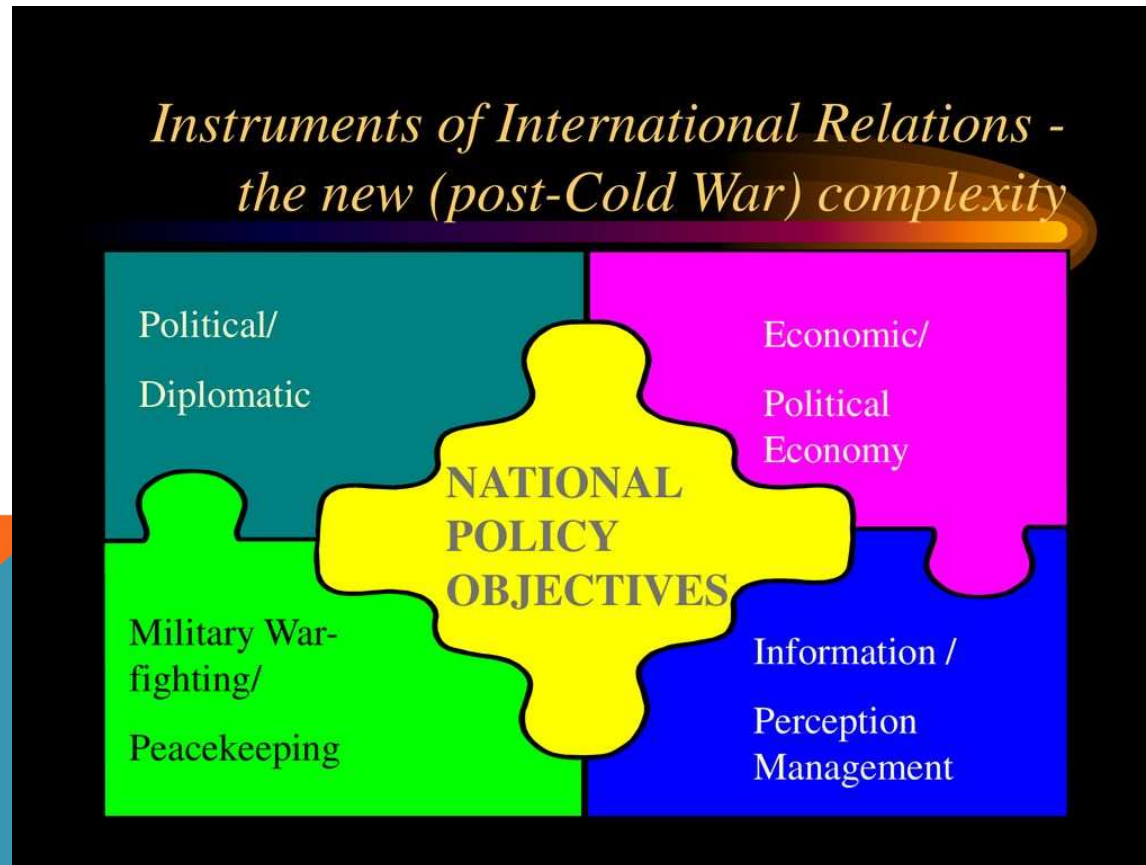 Instruments of International Relations -
the new (post-Cold War) complexity
Political/
Diplomatic
Economic/
Political
Economy
NATIONAL
POLICY
OBJECTIVES
Military War-
fighting/
Peacekeeping
Information /
Perception
Management